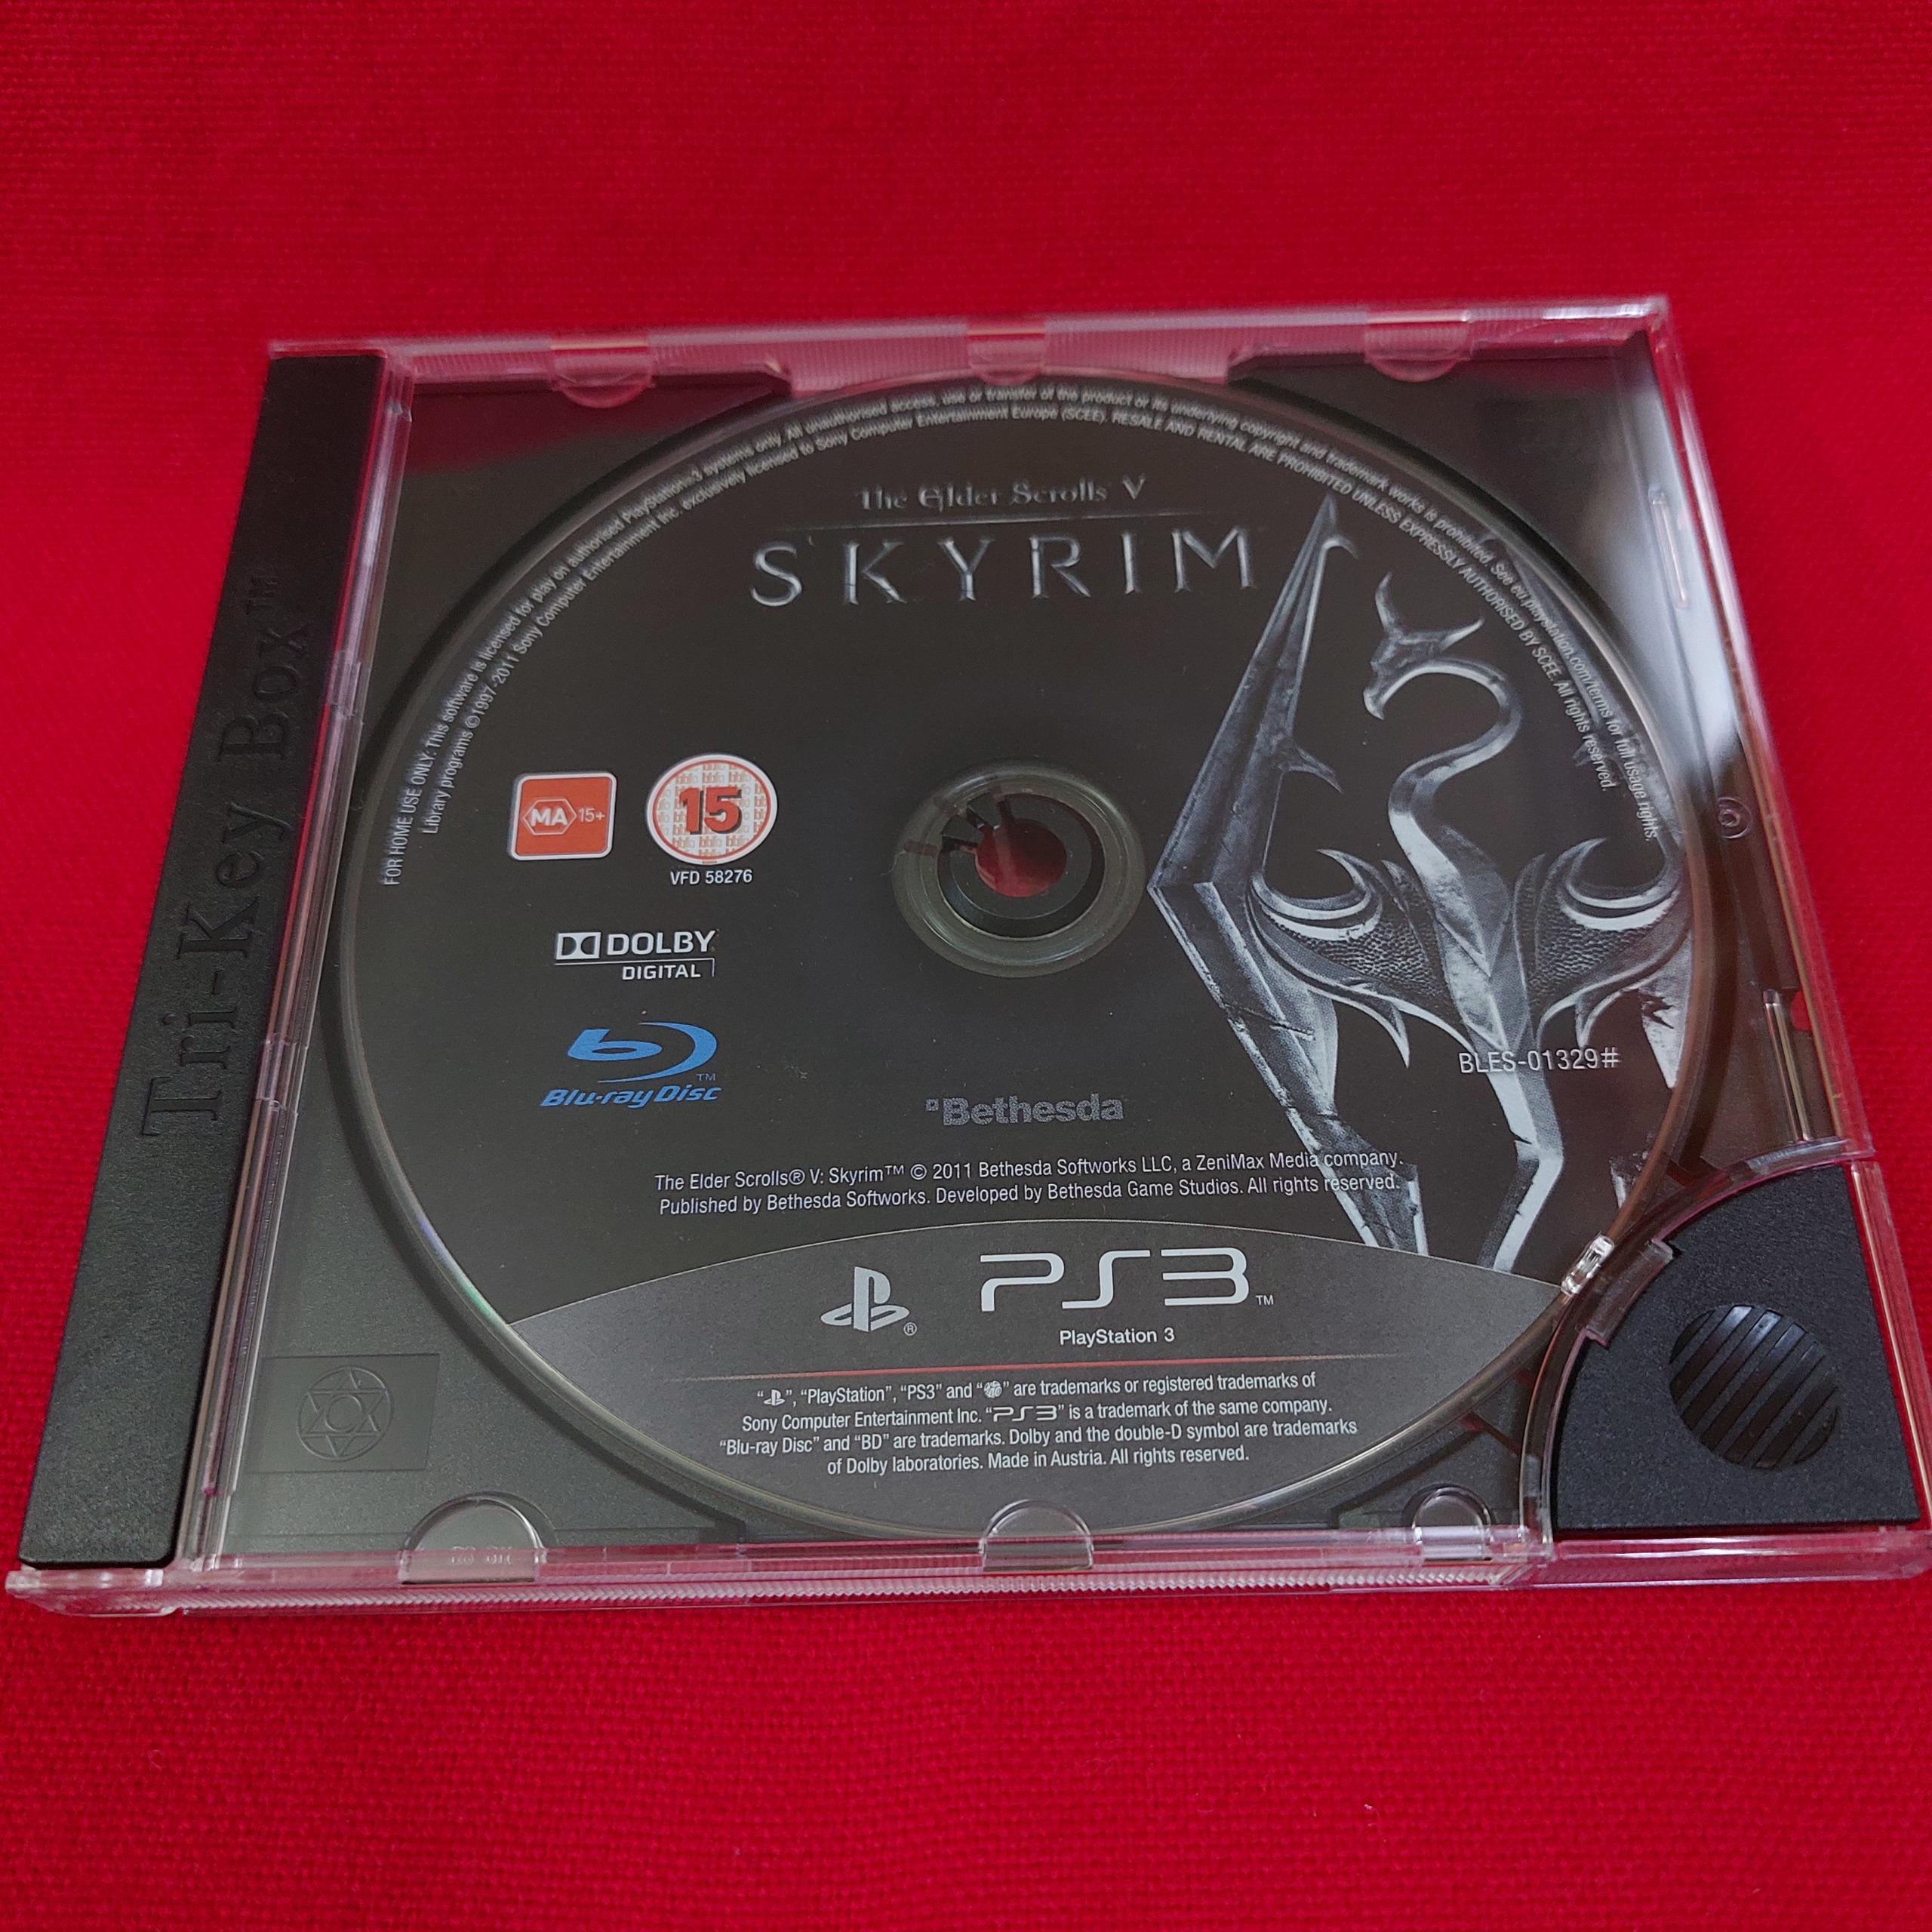 FOR HOME USE ONLY: This software is licensed for play on authorised PlayStation®3 systems only. All unauthorised access, use or transfer of the product or its underlying copyright and trademark works is prohibited. See eu.playstation.com/terms for full usage rights.
Library programs ©1997-2011 Sony Computer Entertainment Inc. exclusively licensed to Sony Computer Entertainment Europe (SCEE). RESALE AND RENTAL ARE PROHIBITED UNLESS EXPRESSLY AUTHORISED BY SCEE. All rights reserved.
The Elder Scrolls V
SKYRIM
Tri-Key Box™
MA 15+
15
VFD 58276
DOLBY
DIGITAL
Blu-ray Disc™
BLES-01329#
Bethesda
The Elder Scrolls® V: Skyrim™ © 2011 Bethesda Softworks LLC, a ZeniMax Media company.
Published by Bethesda Softworks. Developed by Bethesda Game Studios. All rights reserved.
PS3™
PlayStation 3
“ ”, “PlayStation”, “PS3” and “ ” are trademarks or registered trademarks of
Sony Computer Entertainment Inc. “PS3” is a trademark of the same company.
“Blu-ray Disc” and “BD” are trademarks. Dolby and the double-D symbol are trademarks
of Dolby laboratories. Made in Austria. All rights reserved.